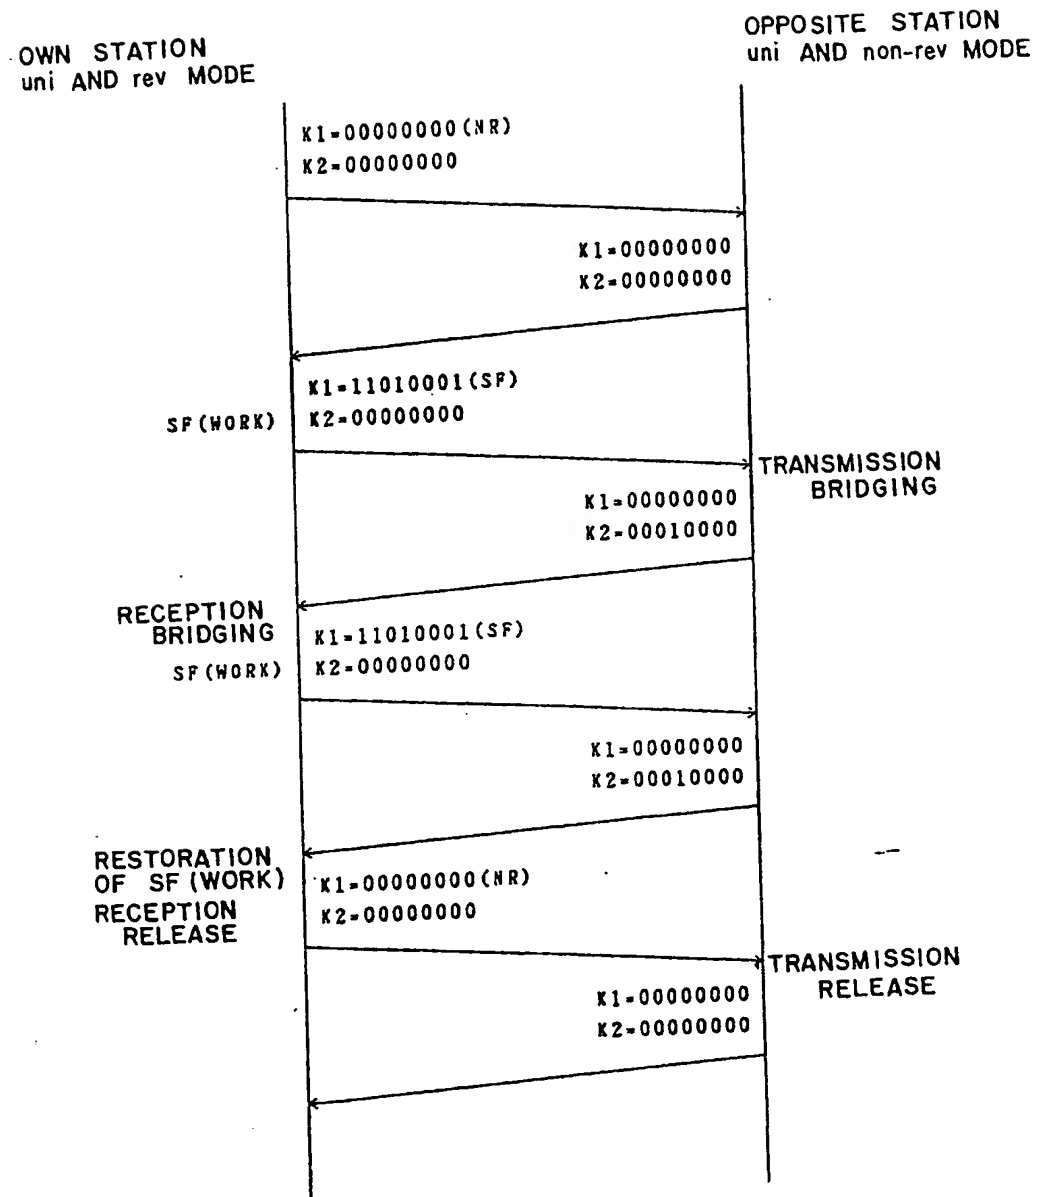 OWN STATION
uni AND rev MODE
OPPOSITE STATION
uni AND non-rev MODE
K1=00000000(NR)
K2=00000000
K1=00000000
K2=00000000
K1=11010001(SF)
SF(WORK)
K2=00000000
TRANSMISSION
BRIDGING
K1=00000000
K2=00010000
RECEPTION
BRIDGING
K1=11010001(SF)
SF(WORK)
K2=00000000
K1=00000000
K2=00010000
RESTORATION
OF SF(WORK)
K1=00000000(NR)
RECEPTION
RELEASE
K2=00000000
TRANSMISSION
RELEASE
K1=00000000
K2=00000000